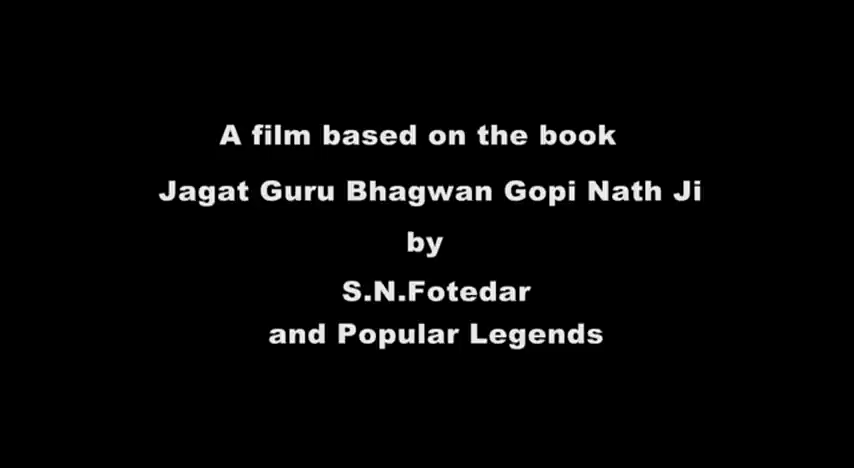 A film based on the book
Jagat Guru Bhagwan Gopi Nath Ji
by
S.N.Fotedar
and Popular Legends